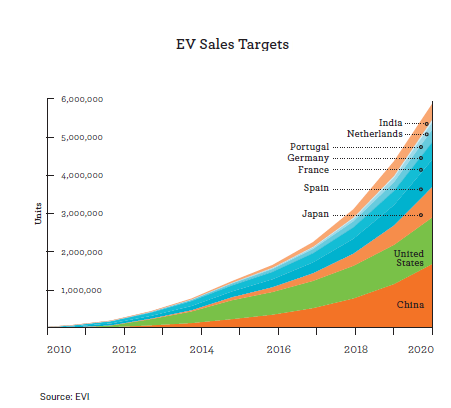 EV Sales Targets
6,000,000
5,000,000
4,000,000
3,000,000
2,000,000
1,000,000
Units
India
Netherlands
Portugal
Germany
France
Spain
Japan
United
States
China
2010 2012 2014 2016 2018 2020
Source: EVI